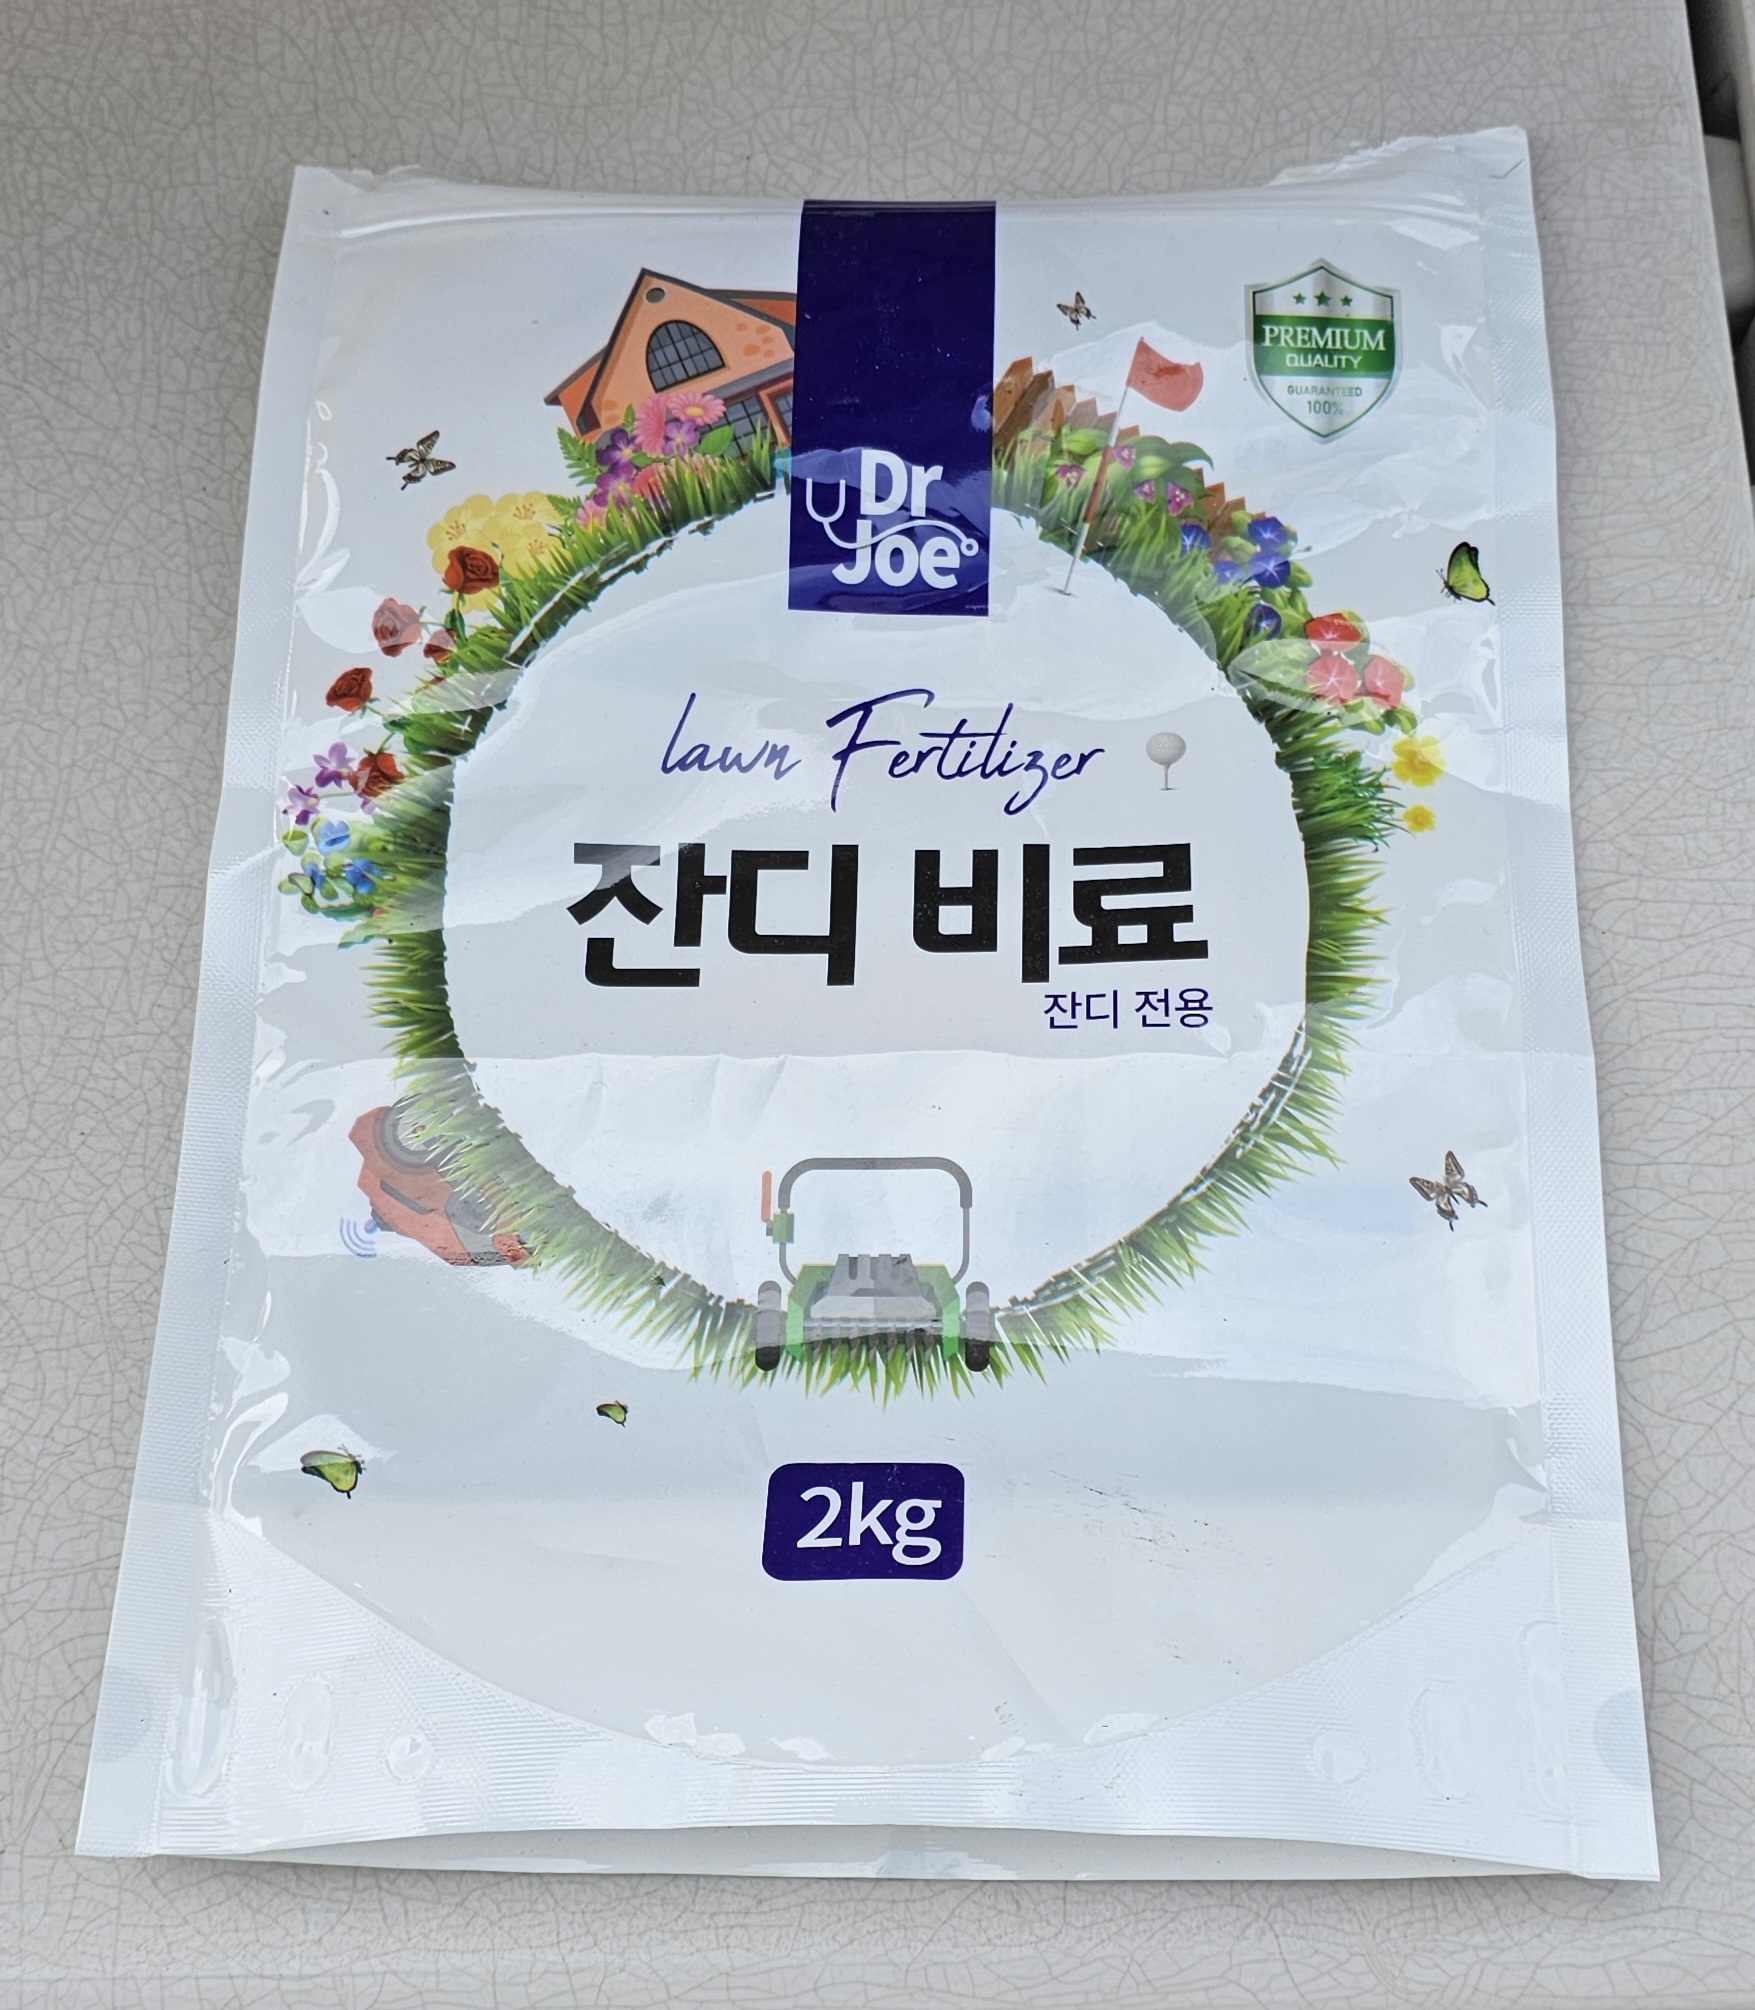 PREMIUM
QUALITY
GUARANTEED
100%
Dr
Joe
lawn Fertilizer
잔디 비료
잔디 전용
2kg